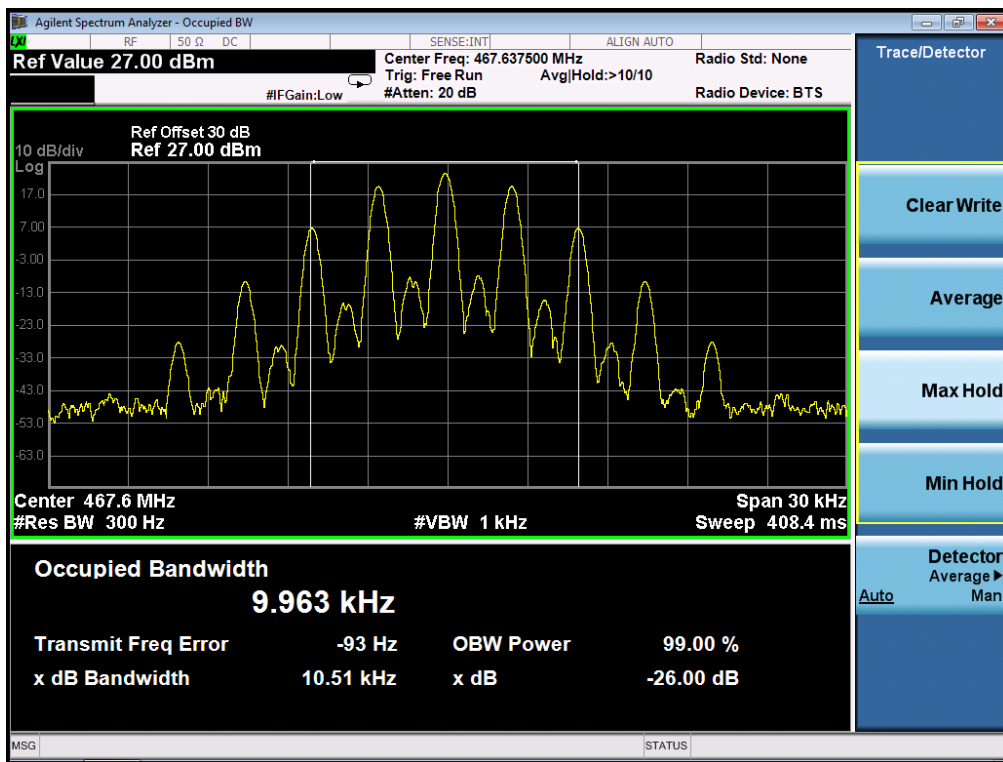 Agilent Spectrum Analyzer - Occupied BW
LXI RF 50 Ω DC SENSE:INT ALIGN AUTO
Ref Value 27.00 dBm
Center Freq: 467.637500 MHz
Radio Std: None
Trig: Free Run Avg|Hold:>10/10
#IFGain:Low #Atten: 20 dB
Radio Device: BTS
Ref Offset 30 dB
10 dB/div Ref 27.00 dBm
Log
17.0
7.00
-3.00
-13.0
-23.0
-33.0
-43.0
-53.0
-63.0
Center 467.6 MHz Span 30 kHz
#Res BW 300 Hz #VBW 1 kHz Sweep 408.4 ms
Occupied Bandwidth
9.963 kHz
Transmit Freq Error -93 Hz OBW Power 99.00 %
x dB Bandwidth 10.51 kHz x dB -26.00 dB
MSG STATUS
Trace/Detector
Clear Write
Average
Max Hold
Min Hold
Detector
Average▶
Auto Man